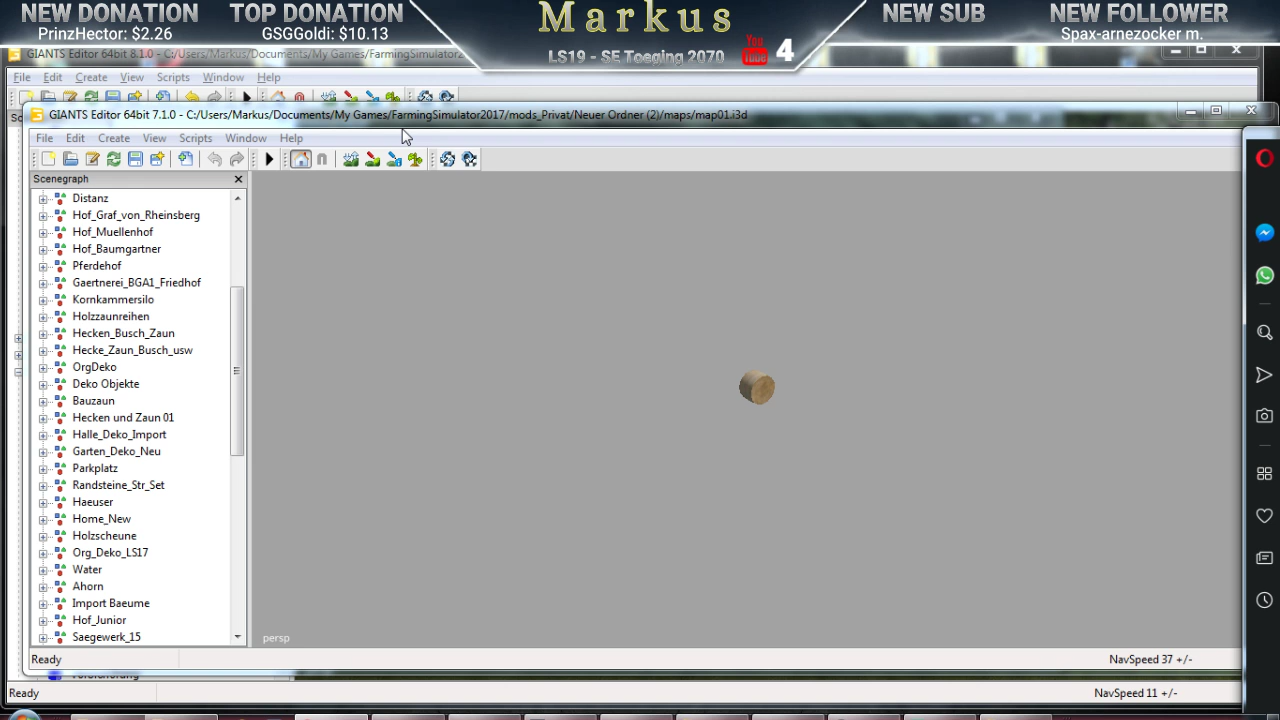 NEW DONATION
PrinzHector: $2.26
TOP DONATION
GSGGoldi: $10.13
Markus
LS19 - SE Toeging 2070
You
Tube
4
NEW SUB
NEW FOLLOWER
Spax-arnezocker m.
GIANTS Editor 64bit 8.1.0 - C:/Users/Markus/Documents/My Games/FarmingSimulator2
File Edit Create View Scripts Window Help
GIANTS Editor 64bit 7.1.0 - C:/Users/Markus/Documents/My Games/FarmingSimulator2017/mods_Privat/Neuer Ordner (2)/maps/map01.i3d
File Edit Create View Scripts Window Help
Scenegraph
Distanz
Hof_Graf_von_Rheinsberg
Hof_Muellenhof
Hof_Baumgartner
Pferdehof
Gaertnerei_BGA1_Friedhof
Kornkammersilo
Holzzaunreihen
Hecken_Busch_Zaun
Hecke_Zaun_Busch_usw
OrgDeko
Deko Objekte
Bauzaun
Hecken und Zaun 01
Halle_Deko_Import
Garten_Deko_Neu
Parkplatz
Randsteine_Str_Set
Haeuser
Home_New
Holzscheune
Org_Deko_LS17
Water
Ahorn
Import Baeume
Hof_Junior
Saegewerk_15
persp
Ready
NavSpeed 37 +/-
Ready
NavSpeed 11 +/-